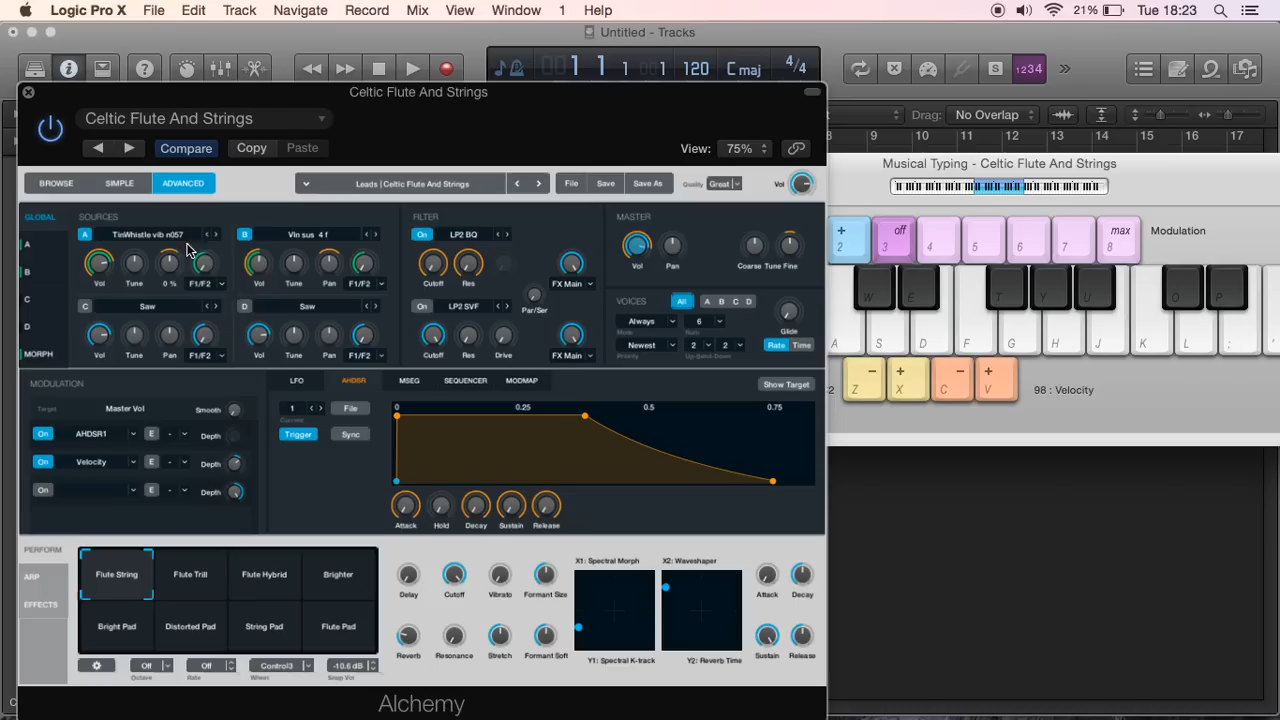 Logic Pro X File Edit Track Navigate Record Mix View Window 1 Help 21% Tue 18:23
Untitled - Tracks
1 1 1 120 C maj 4/4
S 1234
Celtic Flute And Strings
Celtic Flute And Strings
Compare Copy Paste View: 75%
Drag: No Overlap
9 10 11 12 13 14 15 16 17
BROWSE SIMPLE ADVANCED Leads | Celtic Flute And Strings File Save Save As Quality Great Vol
GLOBAL SOURCES FILTER MASTER
A TinWhistle vib n057 B Vln sus 4 f On LP2 BQ
A
Vol Tune 0 % F1/F2 Vol Tune Pan F1/F2 Cutoff Res FX Main Vol Pan Coarse Tune Fine
B
Par/Ser
C C Saw D Saw On LP2 SVF VOICES All A B C D
Always 6
D
Newest 2 2 Rate Time
Mode Num Glide
Priority Up-Bend-Down
MORPH Vol Tune Pan F1/F2 Vol Tune Pan F1/F2 Cutoff Res Drive FX Main
MODULATION LFO AHDSR MSEG SEQUENCER MODMAP Show Target
Target Master Vol Smooth
1 File
Current
Trigger Sync
0 0.25 0.5 0.75
On AHDSR1 E - Depth
On Velocity E - Depth
On E - Depth
Attack Hold Decay Sustain Release
PERFORM
ARP
EFFECTS
Flute String Flute Trill Flute Hybrid Brighter
Bright Pad Distorted Pad String Pad Flute Pad
Off Off Control3 -10.6 dB
Octave Rate Wheel Snap Vol
Delay Cutoff Vibrato Formant Size
Reverb Resonance Stretch Formant Soft
X1: Spectral Morph X2: Waveshaper
Y1: Spectral K-track Y2: Reverb Time
Attack Decay
Sustain Release
Alchemy
Musical Typing - Celtic Flute And Strings
+ off max
2 3 4 5 6 7 8 Modulation
W E T Y U O P
A S D F G H J K L ;
2 − Z + X − C + V 98 : Velocity